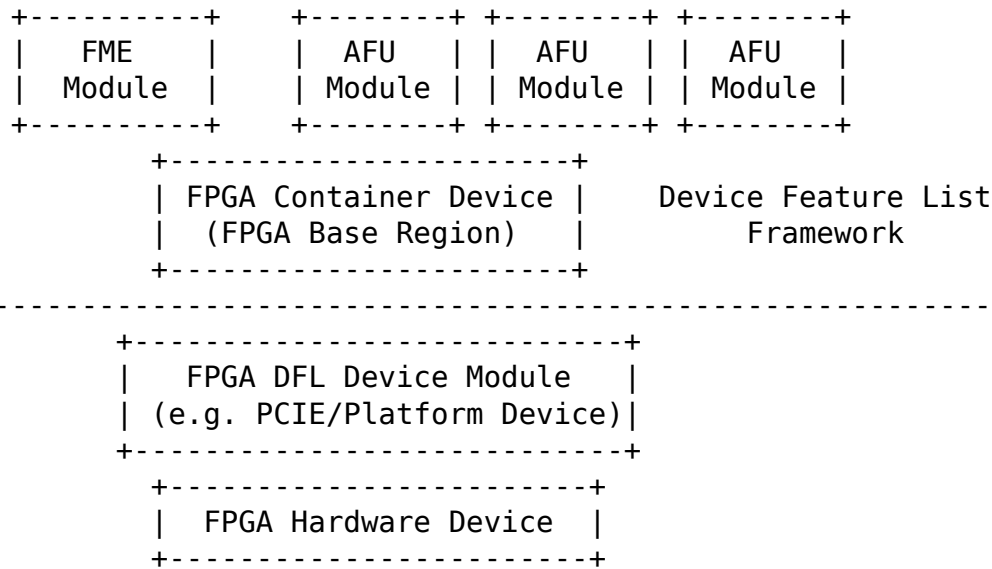 +----------+    +--------+ +--------+ +--------+
|   FME    |    |  AFU   | |  AFU   | |  AFU   |
|  Module  |    | Module | | Module | | Module |
+----------+    +--------+ +--------+ +--------+
        +-----------------------+
        | FPGA Container Device |    Device Feature List
        |  (FPGA Base Region)   |         Framework
        +-----------------------+
---------------------------------------------------------
      +----------------------------+
      |   FPGA DFL Device Module   |
      | (e.g. PCIE/Platform Device)|
      +----------------------------+
        +------------------------+
        |  FPGA Hardware Device  |
        +------------------------+